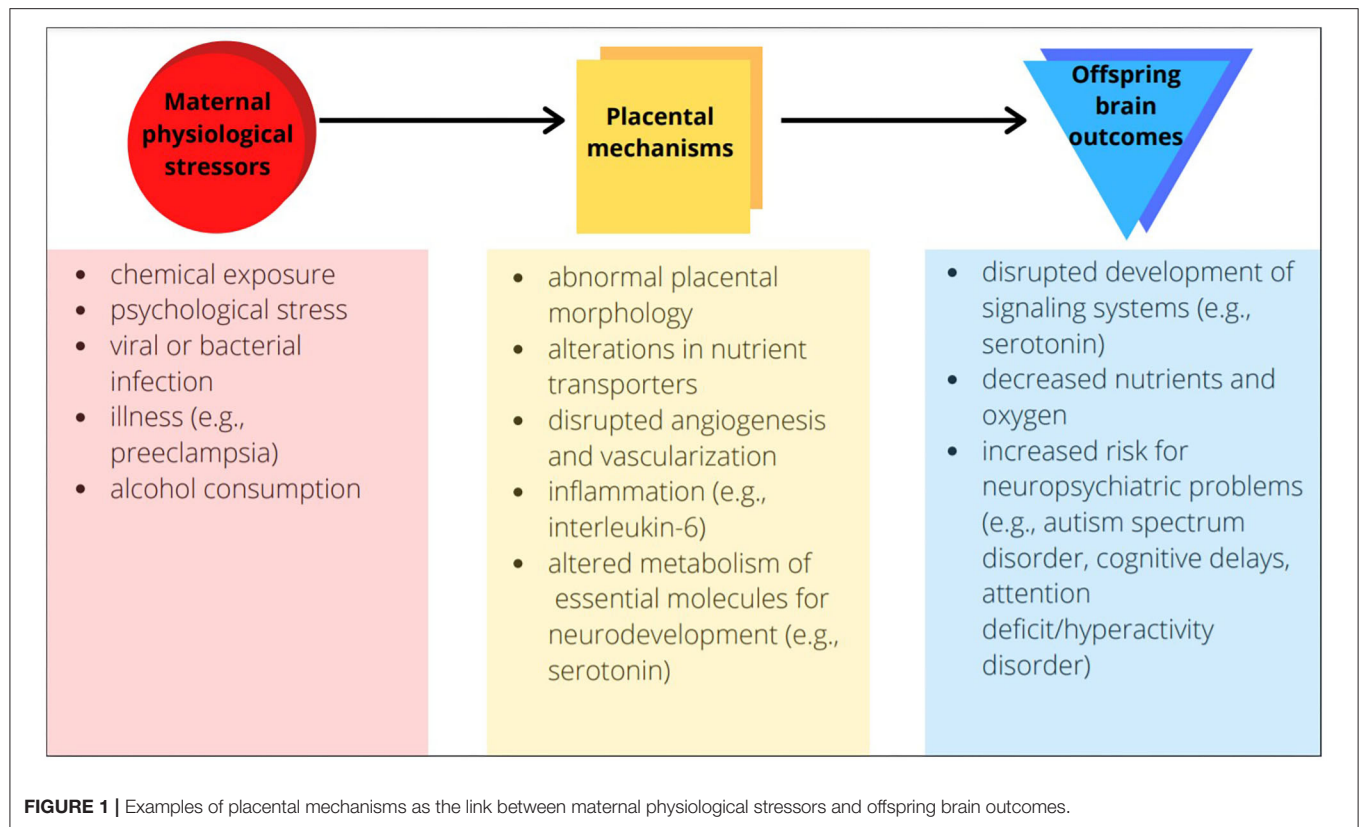 Maternal
physiological
stressors
Placental
mechanisms
Offspring
brain
outcomes
• chemical exposure
• psychological stress
• viral or bacterial
infection
• illness (e.g.,
preeclampsia)
• alcohol consumption
• abnormal placental
morphology
• alterations in nutrient
transporters
• disrupted angiogenesis
and vascularization
• inflammation (e.g.,
interleukin-6)
• altered metabolism of
essential molecules for
neurodevelopment (e.g.,
serotonin)
• disrupted development of
signaling systems (e.g.,
serotonin)
• decreased nutrients and
oxygen
• increased risk for
neuropsychiatric problems
(e.g., autism spectrum
disorder, cognitive delays,
attention
deficit/hyperactivity
disorder)
FIGURE 1 | Examples of placental mechanisms as the link between maternal physiological stressors and offspring brain outcomes.